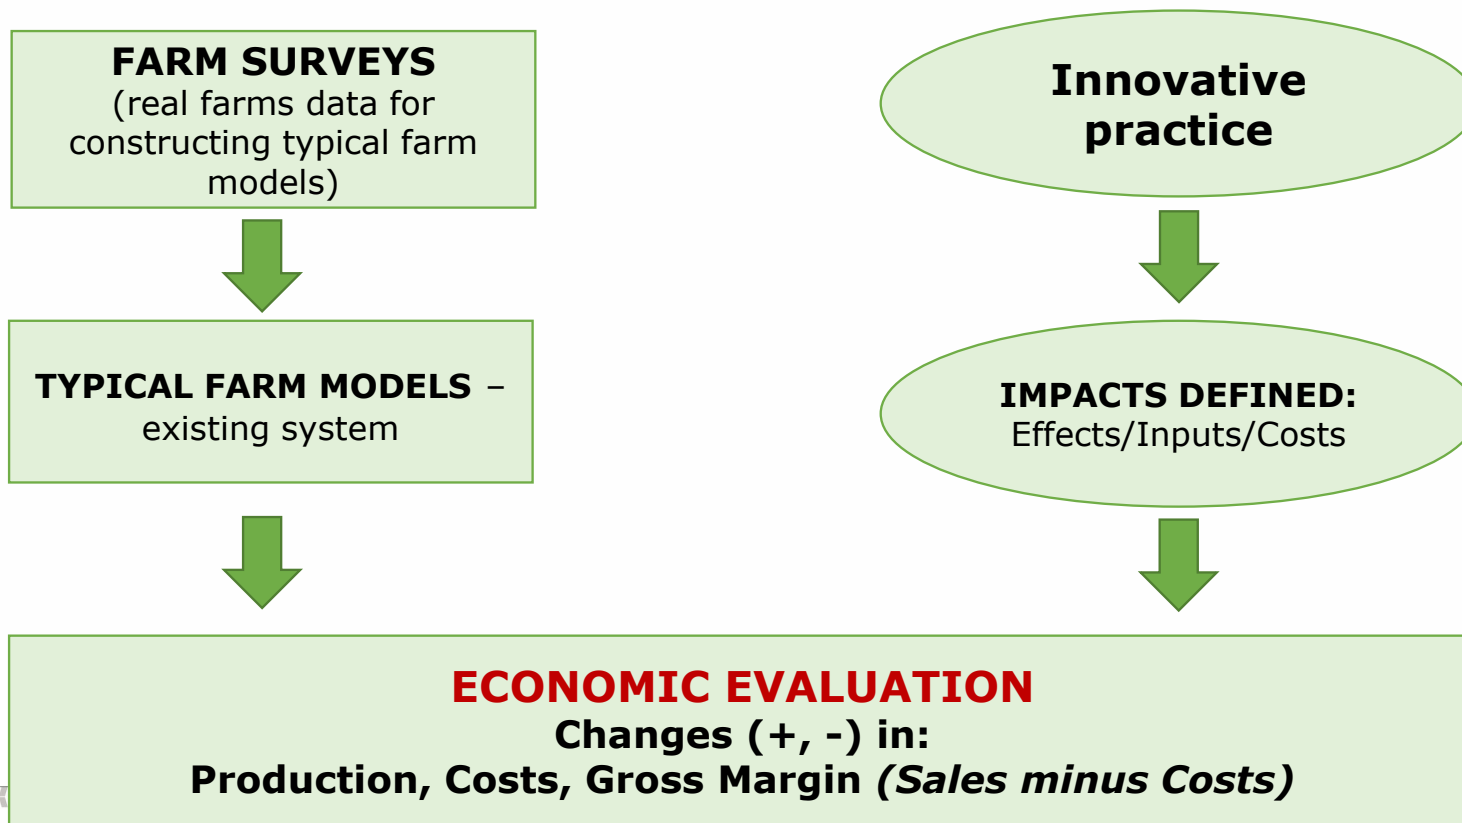 FARM SURVEYS
(real farms data for
constructing typical farm
models)
Innovative
practice
TYPICAL FARM MODELS –
existing system
IMPACTS DEFINED:
Effects/Inputs/Costs
ECONOMIC EVALUATION
Changes (+, -) in:
Production, Costs, Gross Margin (Sales minus Costs)